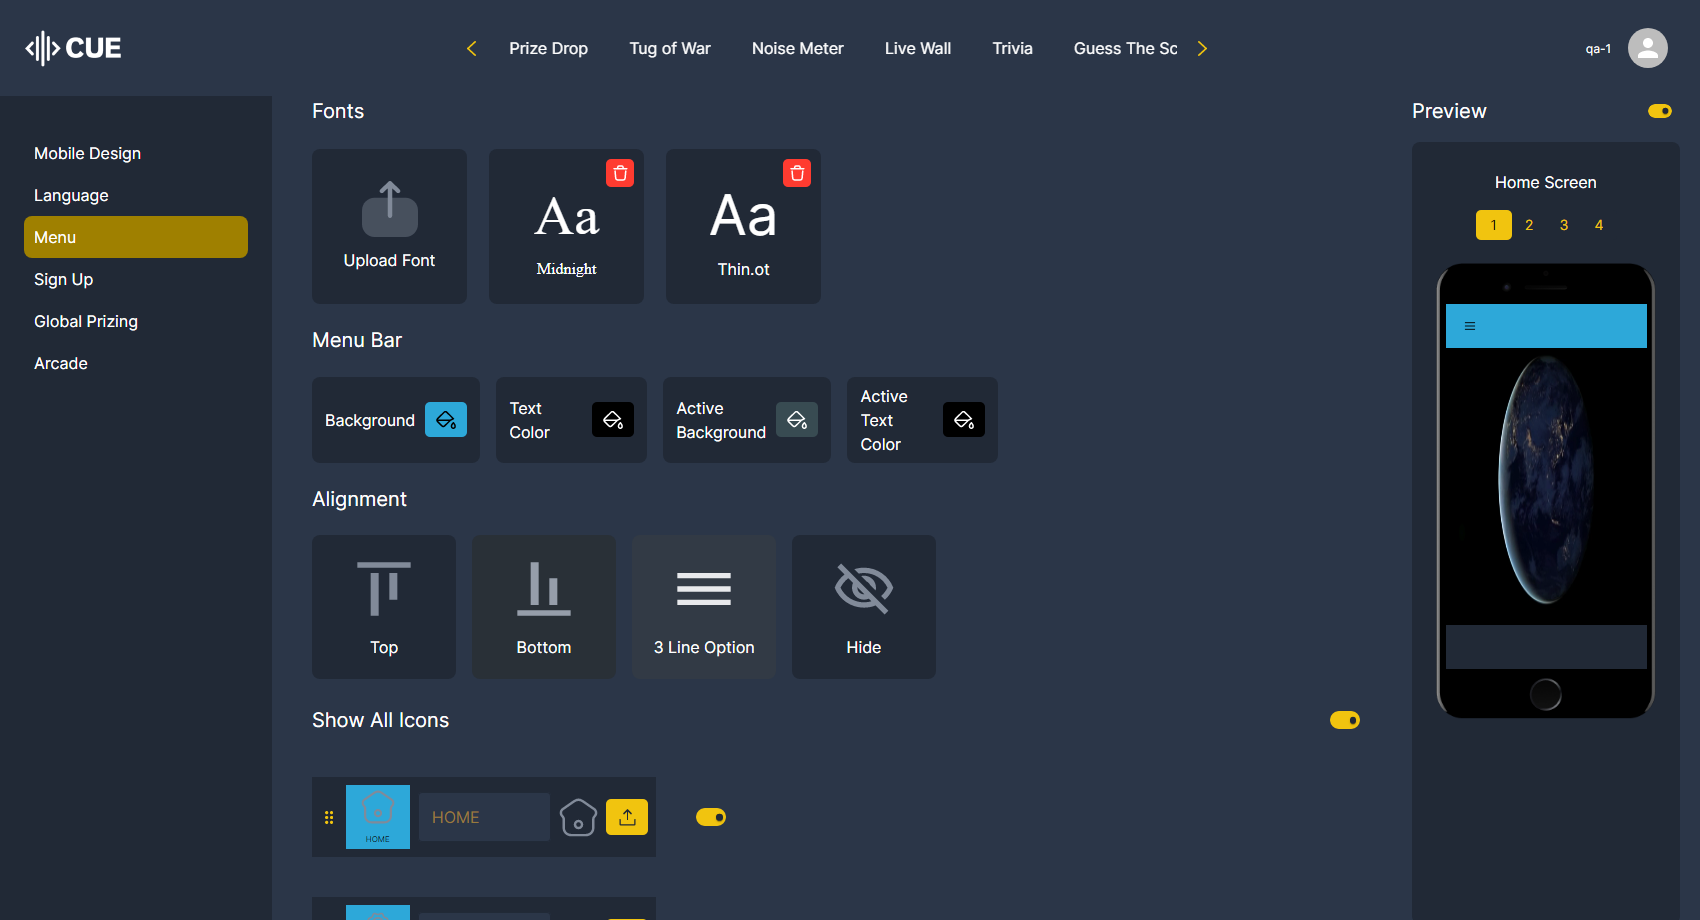 CUE
Prize Drop
Tug of War
Noise Meter
Live Wall
Trivia
Guess The Sc
qa-1
Mobile Design
Language
Menu
Sign Up
Global Prizing
Arcade
Fonts
Upload Font
Aa
Midnight
Aa
Thin.ot
Menu Bar
Background
Text
Color
Active
Background
Active
Text
Color
Alignment
Top
Bottom
3 Line Option
Hide
Show All Icons
HOME
HOME
Preview
Home Screen
1 2 3 4